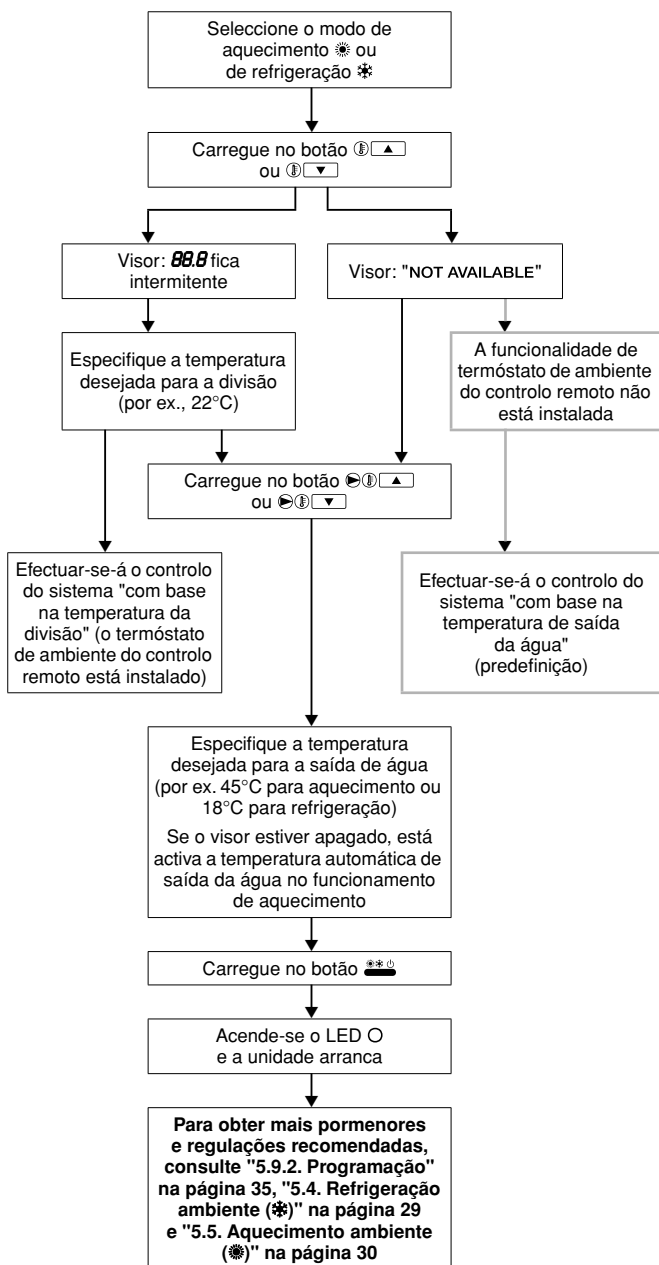 Seleccione o modo de
aquecimento ☀ ou
de refrigeração ❄
Carregue no botão ▲
ou ▼
Visor: 88.8 fica
intermitente
Visor: "NOT AVAILABLE"
Especifique a temperatura
desejada para a divisão
(por ex., 22°C)
A funcionalidade de
termóstato de ambiente
do controlo remoto não
está instalada
Carregue no botão ▲
ou ▼
Efectuar-se-á o controlo
do sistema "com base
na temperatura da
divisão" (o termóstato
de ambiente do controlo
remoto está instalado)
Efectuar-se-á o controlo do
sistema "com base na
temperatura de saída
da água"
(predefinição)
Especifique a temperatura
desejada para a saída de água
(por ex. 45°C para aquecimento ou
18°C para refrigeração)
Se o visor estiver apagado, está
activa a temperatura automática de
saída da água no funcionamento
de aquecimento
Carregue no botão
Acende-se o LED
e a unidade arranca
Para obter mais pormenores
e regulações recomendadas,
consulte "5.9.2. Programação"
na página 35, "5.4. Refrigeração
ambiente (❄)" na página 29
e "5.5. Aquecimento ambiente
(☀)" na página 30